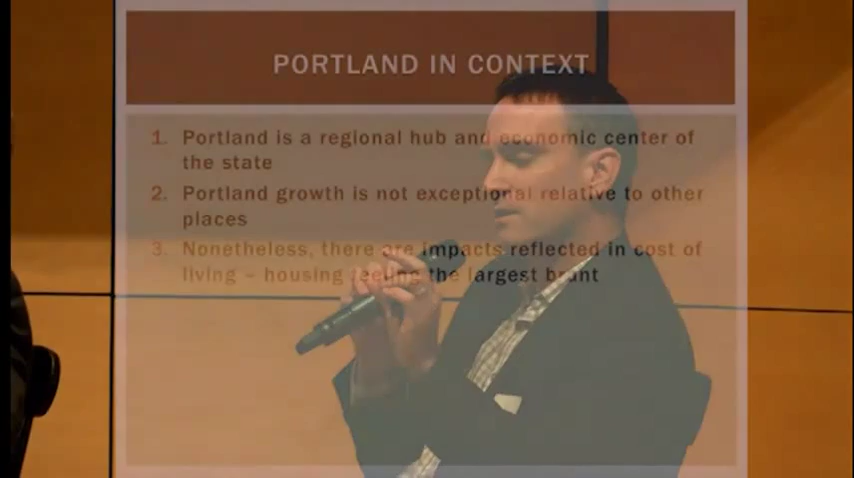 PORTLAND IN CONTEXT
1. Portland is a regional hub and economic center of
the state
2. Portland growth is not exceptional relative to other
places
3. Nonetheless, there are impacts reflected in cost of
living – housing feeling the largest brunt